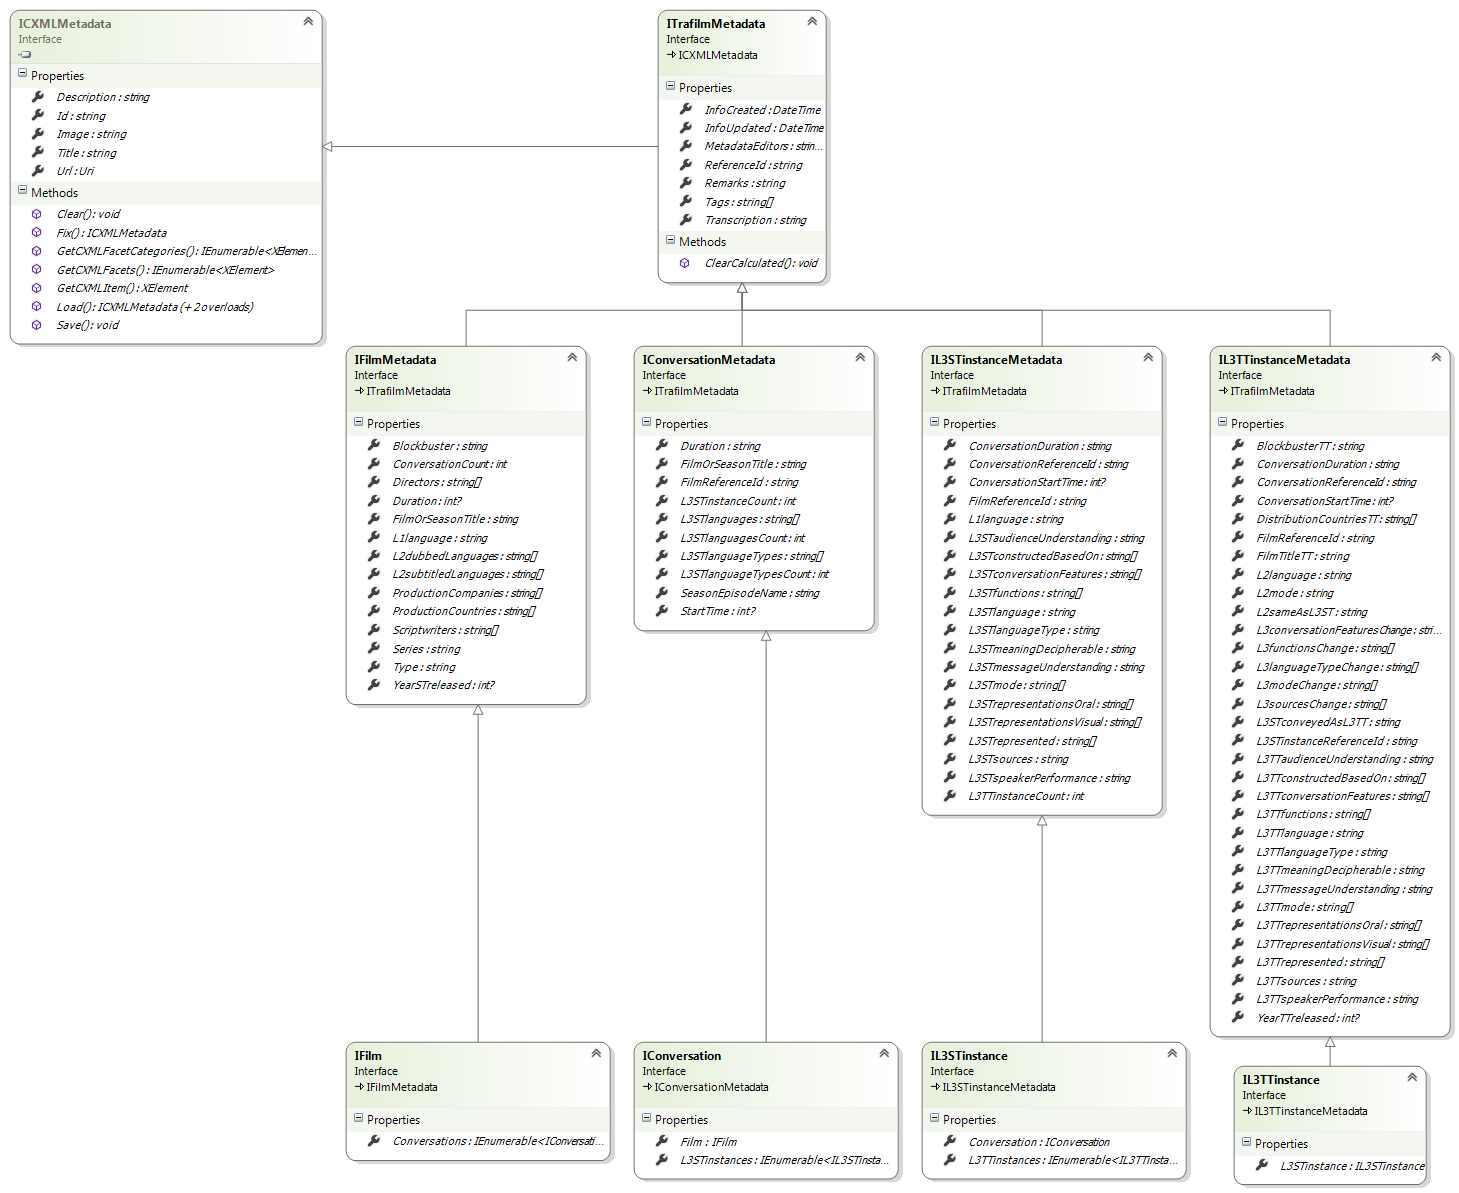 ICXMLMetadata
Interface
Properties
Description : string
Id : string
Image : string
Title : string
Url : Uri
Methods
Clear() : void
Fix() : ICXMLMetadata
GetCXMLFacetCategories() : IEnumerable<XElemen...
GetCXMLFacets() : IEnumerable<XElement>
GetCXMLItem() : XElement
Load() : ICXMLMetadata (+ 2 overloads)
Save() : void
ITrafilmMetadata
Interface
ICXMLMetadata
Properties
InfoCreated : DateTime
InfoUpdated : DateTime
MetadataEditors : strin...
ReferenceId : string
Remarks : string
Tags : string[]
Transcription : string
Methods
ClearCalculated() : void
IFilmMetadata
Interface
ITrafilmMetadata
Properties
Blockbuster : string
ConversationCount : int
Directors : string[]
Duration : int?
FilmOrSeasonTitle : string
L1language : string
L2dubbedLanguages : string[]
L2subtitledLanguages : string[]
ProductionCompanies : string[]
ProductionCountries : string[]
Scriptwriters : string[]
Series : string
Type : string
YearSTreleased : int?
IConversationMetadata
Interface
ITrafilmMetadata
Properties
Duration : string
FilmOrSeasonTitle : string
FilmReferenceId : string
L3STinstanceCount : int
L3STlanguages : string[]
L3STlanguagesCount : int
L3STlanguageTypes : string[]
L3STlanguageTypesCount : int
SeasonEpisodeName : string
StartTime : int?
IL3STinstanceMetadata
Interface
ITrafilmMetadata
Properties
ConversationDuration : string
ConversationReferenceId : string
ConversationStartTime : int?
FilmReferenceId : string
L1language : string
L3STaudienceUnderstanding : string
L3STconstructedBasedOn : string[]
L3STconversationFeatures : string[]
L3STfunctions : string[]
L3STlanguage : string
L3STlanguageType : string
L3STmeaningDecipherable : string
L3STmessageUnderstanding : string
L3STmode : string[]
L3STrepresentationsOral : string[]
L3STrepresentationsVisual : string[]
L3STrepresented : string[]
L3STsources : string
L3STspeakerPerformance : string
L3TTinstanceCount : int
IL3TTinstanceMetadata
Interface
ITrafilmMetadata
Properties
BlockbusterTT : string
ConversationDuration : string
ConversationReferenceId : string
ConversationStartTime : int?
DistributionCountriesTT : string[]
FilmReferenceId : string
FilmTitleTT : string
L2language : string
L2mode : string
L2sameAsL3ST : string
L3conversationFeaturesChange : stri...
L3functionsChange : string[]
L3languageTypeChange : string[]
L3modeChange : string[]
L3sourcesChange : string[]
L3STconveyedAsL3TT : string
L3STinstanceReferenceId : string
L3TTaudienceUnderstanding : string
L3TTconstructedBasedOn : string[]
L3TTconversationFeatures : string[]
L3TTfunctions : string[]
L3TTlanguage : string
L3TTlanguageType : string
L3TTmeaningDecipherable : string
L3TTmessageUnderstanding : string
L3TTmode : string[]
L3TTrepresentationsOral : string[]
L3TTrepresentationsVisual : string[]
L3TTrepresented : string[]
L3TTsources : string
L3TTspeakerPerformance : string
YearTTreleased : int?
IFilm
Interface
IFilmMetadata
Properties
Conversations : IEnumerable<IConversati...
IConversation
Interface
IConversationMetadata
Properties
Film : IFilm
L3STinstances : IEnumerable<IL3STinsta...
IL3STinstance
Interface
IL3STinstanceMetadata
Properties
Conversation : IConversation
L3TTinstances : IEnumerable<IL3TTinsta...
IL3TTinstance
Interface
IL3TTinstanceMetadata
Properties
L3STinstance : IL3STinstance